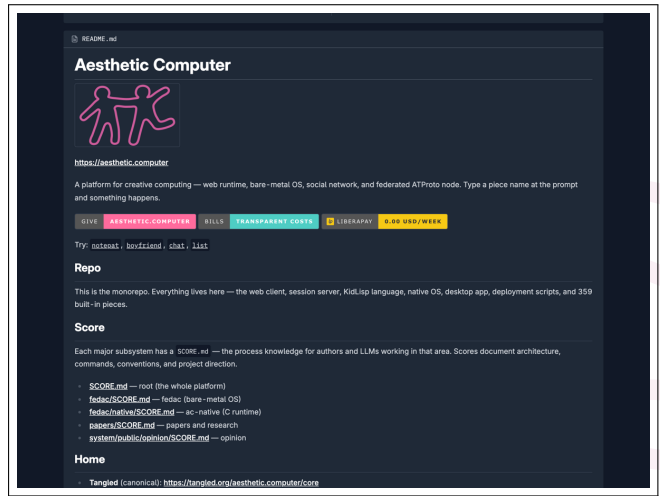 README.md
Aesthetic Computer
https://aesthetic.computer
A platform for creative computing — web runtime, bare-metal OS, social network, and federated ATProto node. Type a piece name at the prompt
and something happens.
GIVE AESTHETIC.COMPUTER BILLS TRANSPARENT COSTS LIBERAPAY 0.00 USD/WEEK
Try: notepat, boyfriend, chat, list
Repo
This is the monorepo. Everything lives here — the web client, session server, KidLisp language, native OS, desktop app, deployment scripts, and 359
built-in pieces.
Score
Each major subsystem has a SCORE.md — the process knowledge for authors and LLMs working in that area. Scores document architecture,
commands, conventions, and project direction.
SCORE.md — root (the whole platform)
fedac/SCORE.md — fedac (bare-metal OS)
fedac/native/SCORE.md — ac-native (C runtime)
papers/SCORE.md — papers and research
system/public/opinion/SCORE.md — opinion
Home
Tangled (canonical): https://tangled.org/aesthetic.computer/core